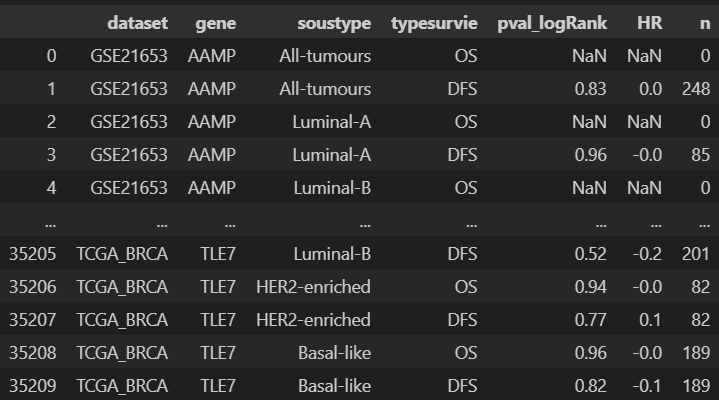 dataset gene soustype typesurvie pval_logRank HR n
0 GSE21653 AAMP All-tumours OS NaN NaN 0
1 GSE21653 AAMP All-tumours DFS 0.83 0.0 248
2 GSE21653 AAMP Luminal-A OS NaN NaN 0
3 GSE21653 AAMP Luminal-A DFS 0.96 -0.0 85
4 GSE21653 AAMP Luminal-B OS NaN NaN 0
... ... ... ... ... ... ... ...
35205 TCGA_BRCA TLE7 Luminal-B DFS 0.52 -0.2 201
35206 TCGA_BRCA TLE7 HER2-enriched OS 0.94 -0.0 82
35207 TCGA_BRCA TLE7 HER2-enriched DFS 0.77 0.1 82
35208 TCGA_BRCA TLE7 Basal-like OS 0.96 -0.0 189
35209 TCGA_BRCA TLE7 Basal-like DFS 0.82 -0.1 189